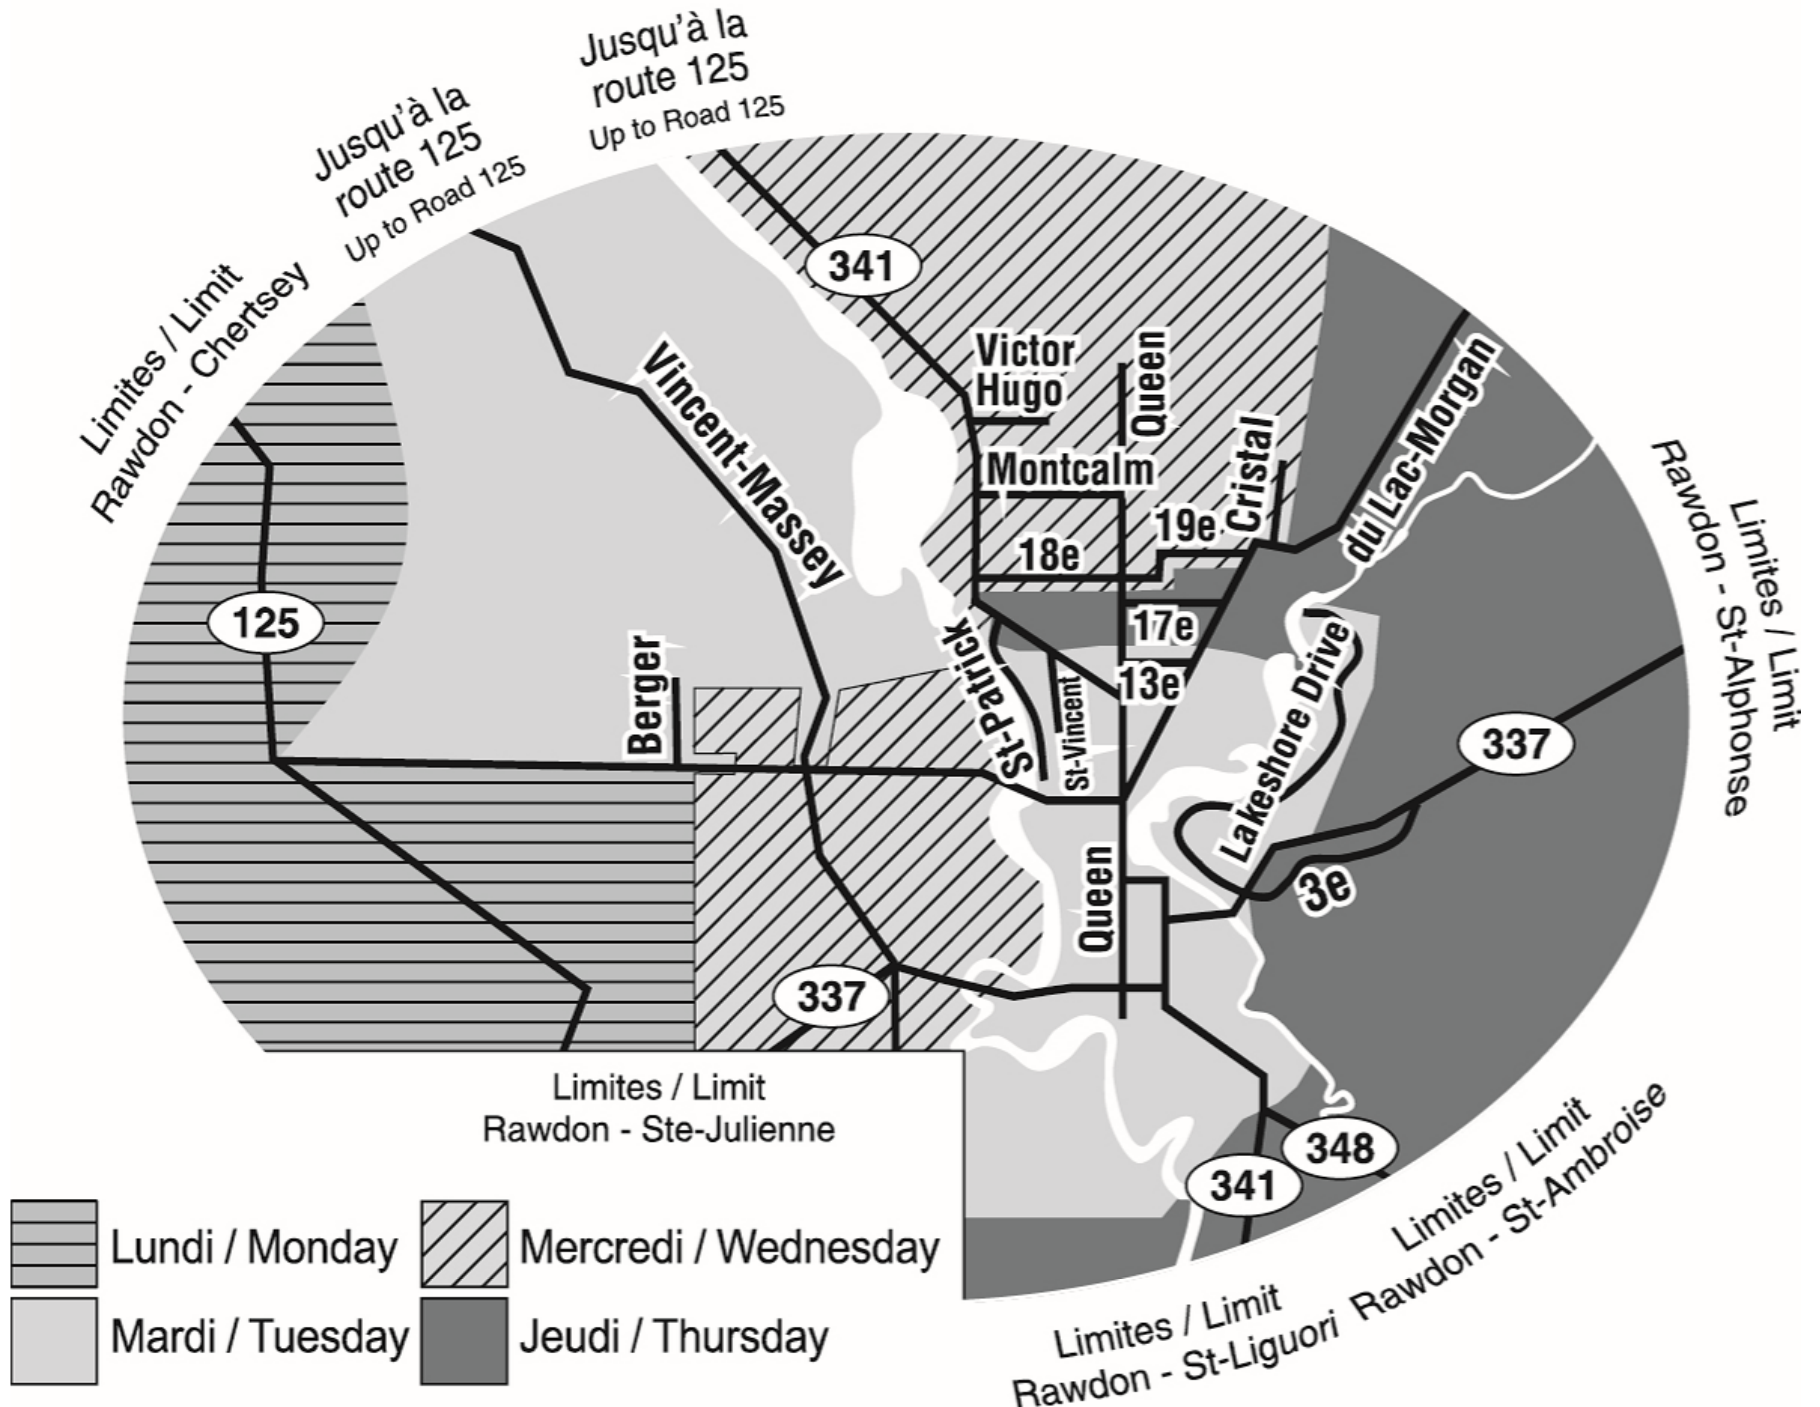 Jusqu'à la
route 125
Up to Road 125
Jusqu'à la
route 125
Up to Road 125
Limites / Limit
Rawdon - Chertsey
341
Victor
Hugo
Queen
Vincent-Massey
Montcalm
Cristal
du Lac-Morgan
19e
18e
Limites / Limit
Rawdon - St-Alphonse
125
17e
Berger
St-Patrick
St-Vincent
13e
Lakeshore Drive
337
Queen
3e
337
Limites / Limit
Rawdon - Ste-Julienne
348
341
Limites / Limit
Rawdon - St-Ambroise
Limites / Limit
Rawdon - St-Liguori
Lundi / Monday
Mercredi / Wednesday
Mardi / Tuesday
Jeudi / Thursday